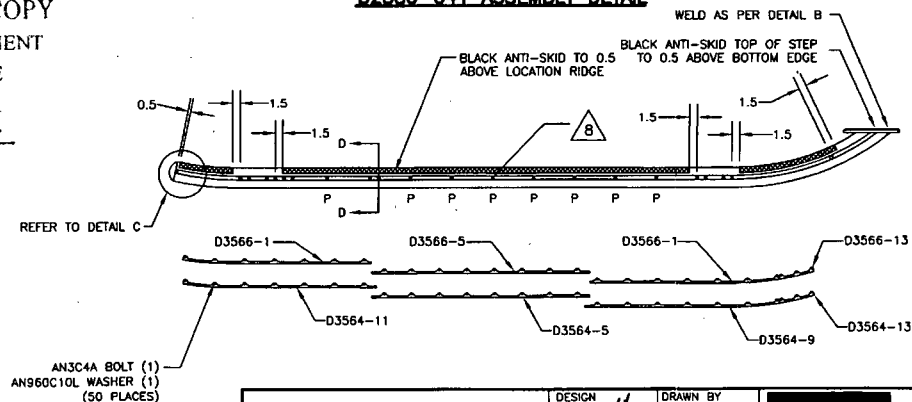 COPY
WELD AS PER DETAIL B
BLACK ANTI-SKID TO 0.5
ABOVE LOCATION RIDGE
BLACK ANTI-SKID TOP OF STEP
TO 0.5 ABOVE BOTTOM EDGE
0.5
1.5
1.5
8
1.5
1.5
1.5
D
D
P P P P P P P P
REFER TO DETAIL C
D3566-1
D3566-5
D3566-1
D3566-13
D3564-11
D3564-5
D3564-9
D3564-13
AN3C4A BOLT (1)
AN960C10L WASHER (1)
(50 PLACES)
DESIGN
DRAWN BY